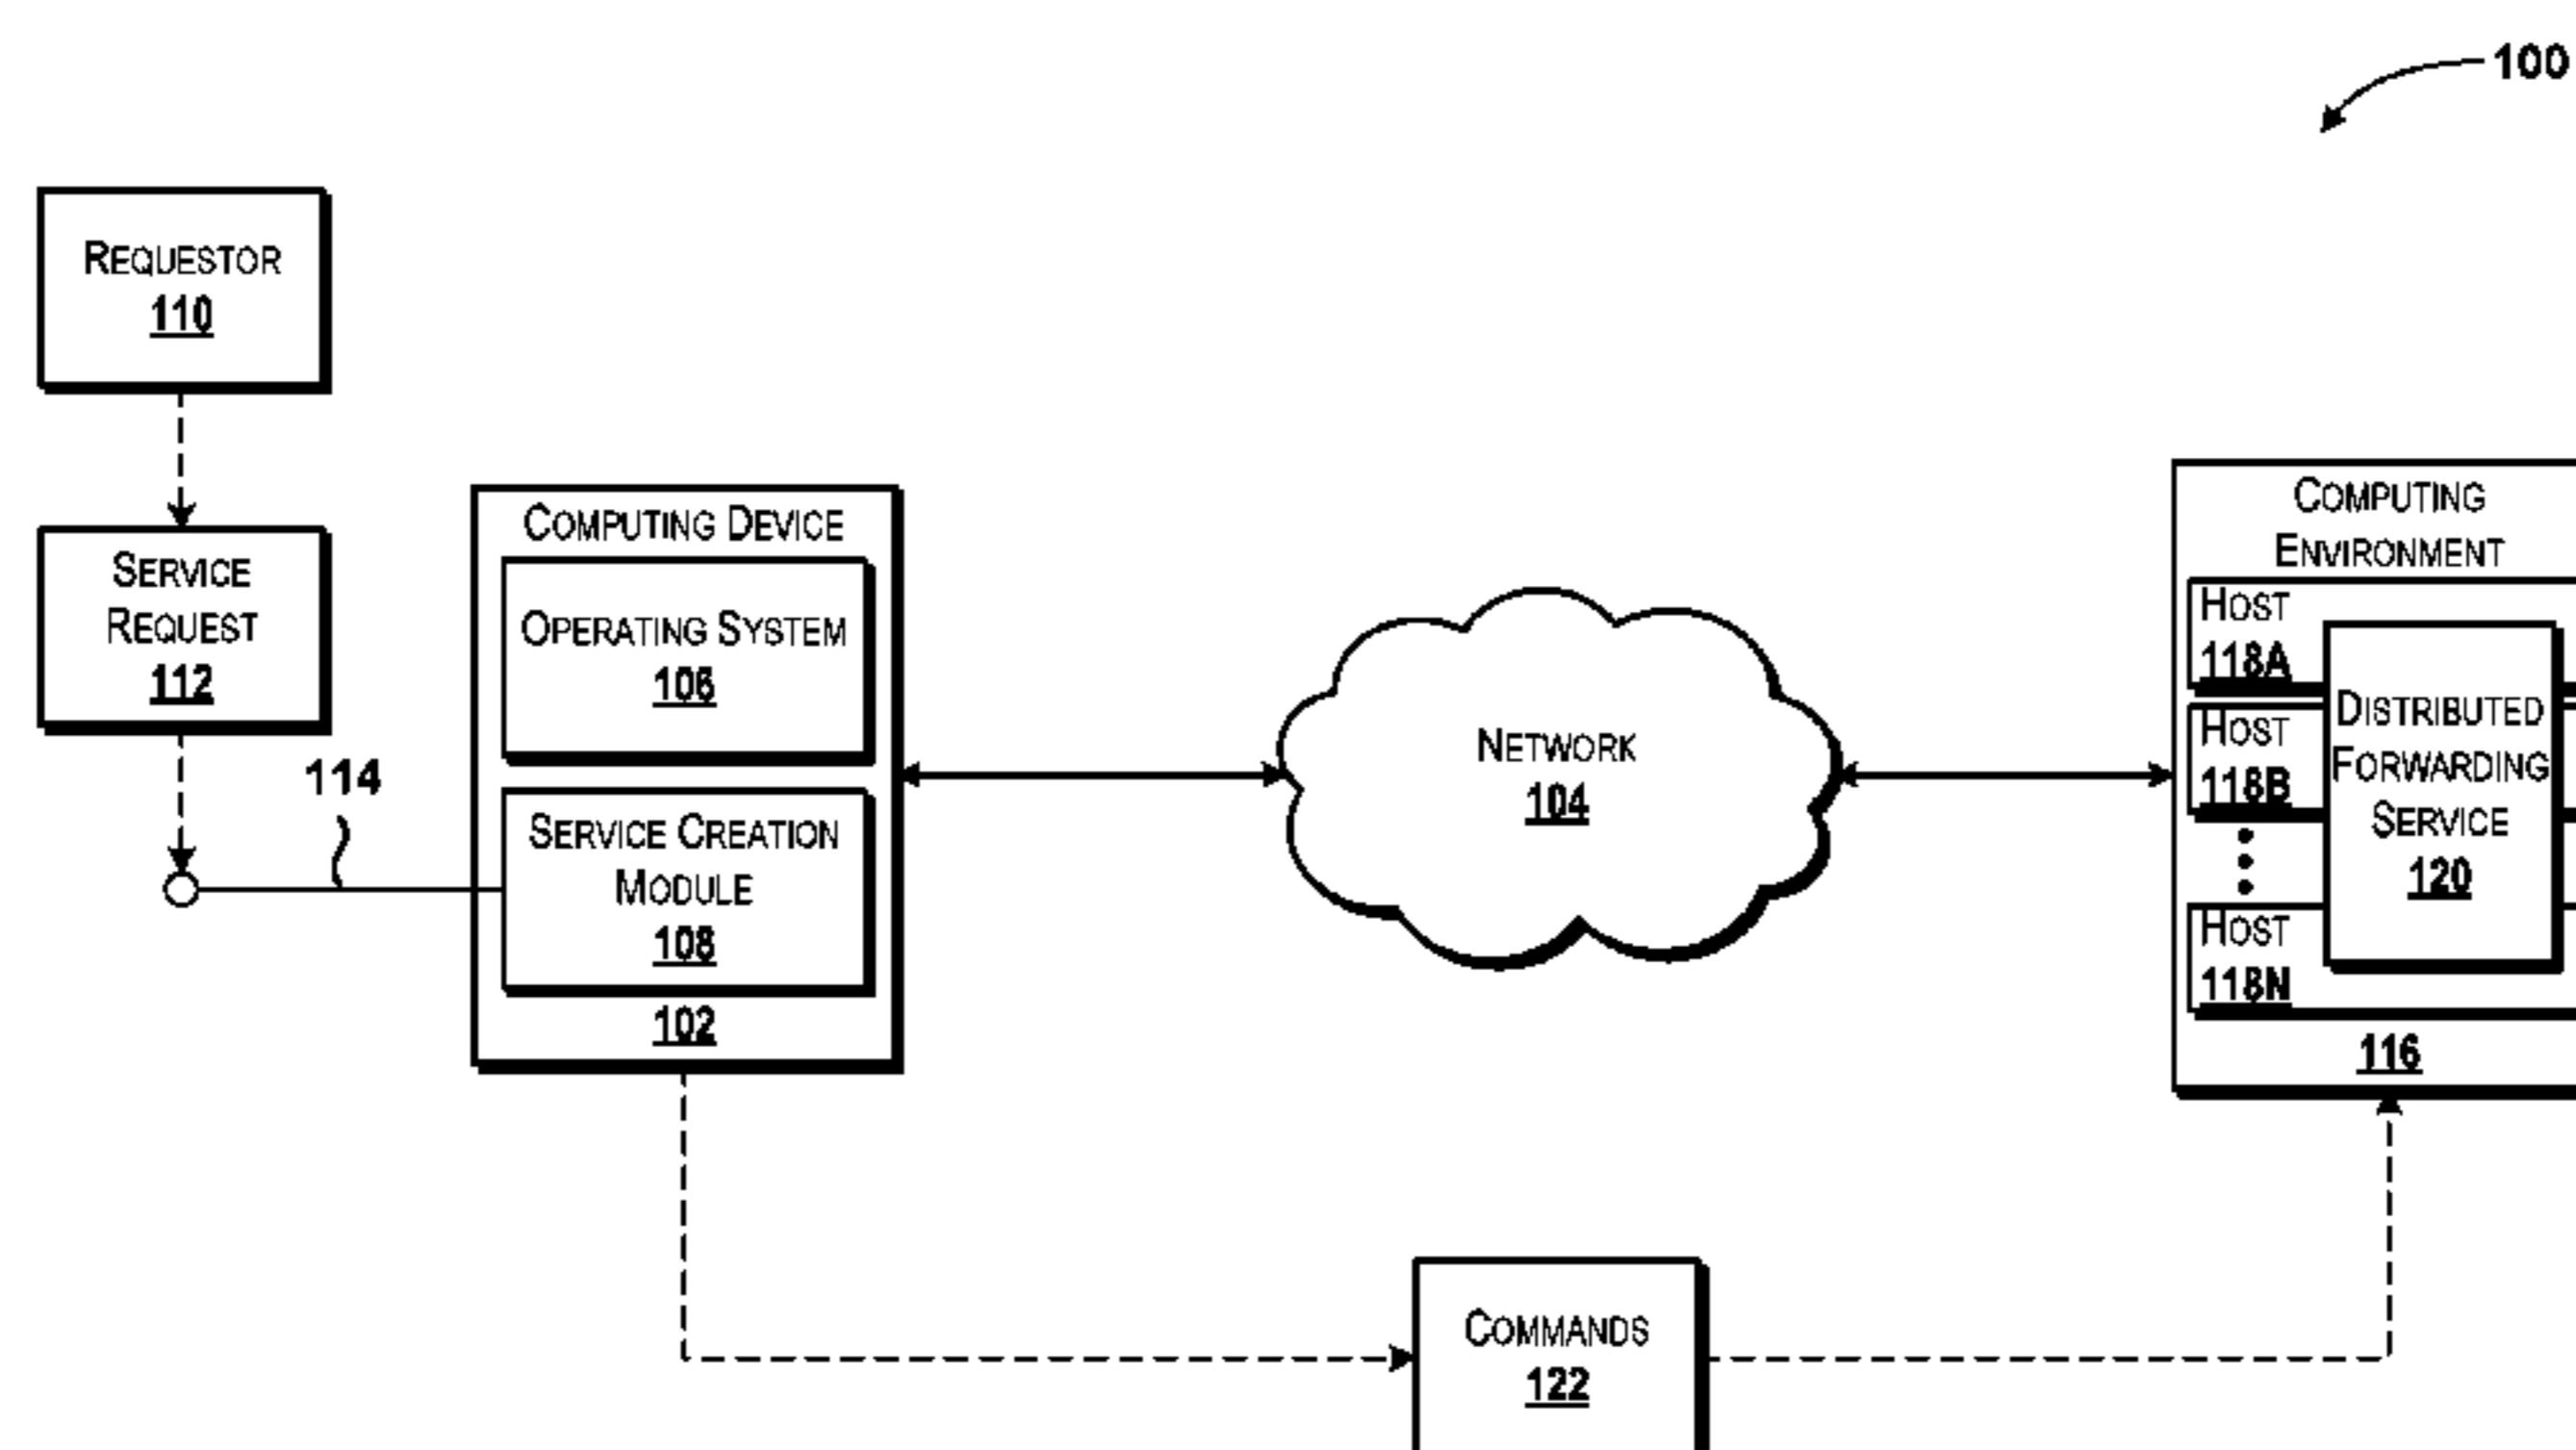 100
REQUESTOR
110
SERVICE
REQUEST
112
114
COMPUTING DEVICE
OPERATING SYSTEM
106
SERVICE CREATION
MODULE
108
102
NETWORK
104
COMPUTING
ENVIRONMENT
HOST
118A
HOST
118B
HOST
118N
DISTRIBUTED
FORWARDING
SERVICE
120
116
COMMANDS
122